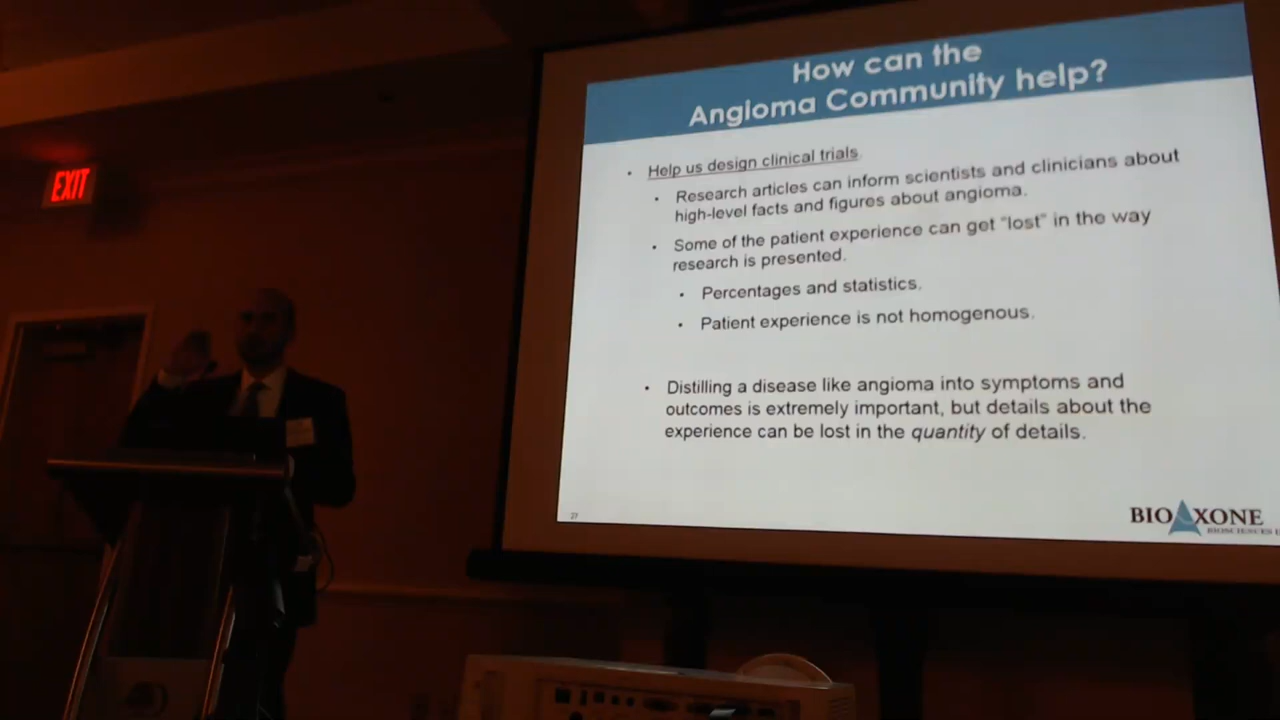 How can the
Angioma Community help?
EXIT
• Help us design clinical trials.
• Research articles can inform scientists and clinicians about
high-level facts and figures about angioma.
• Some of the patient experience can get "lost" in the way
research is presented.
• Percentages and statistics.
• Patient experience is not homogenous.
• Distilling a disease like angioma into symptoms and
outcomes is extremely important, but details about the
experience can be lost in the quantity of details.
27
BIOAXONE
BIOSCIENCES